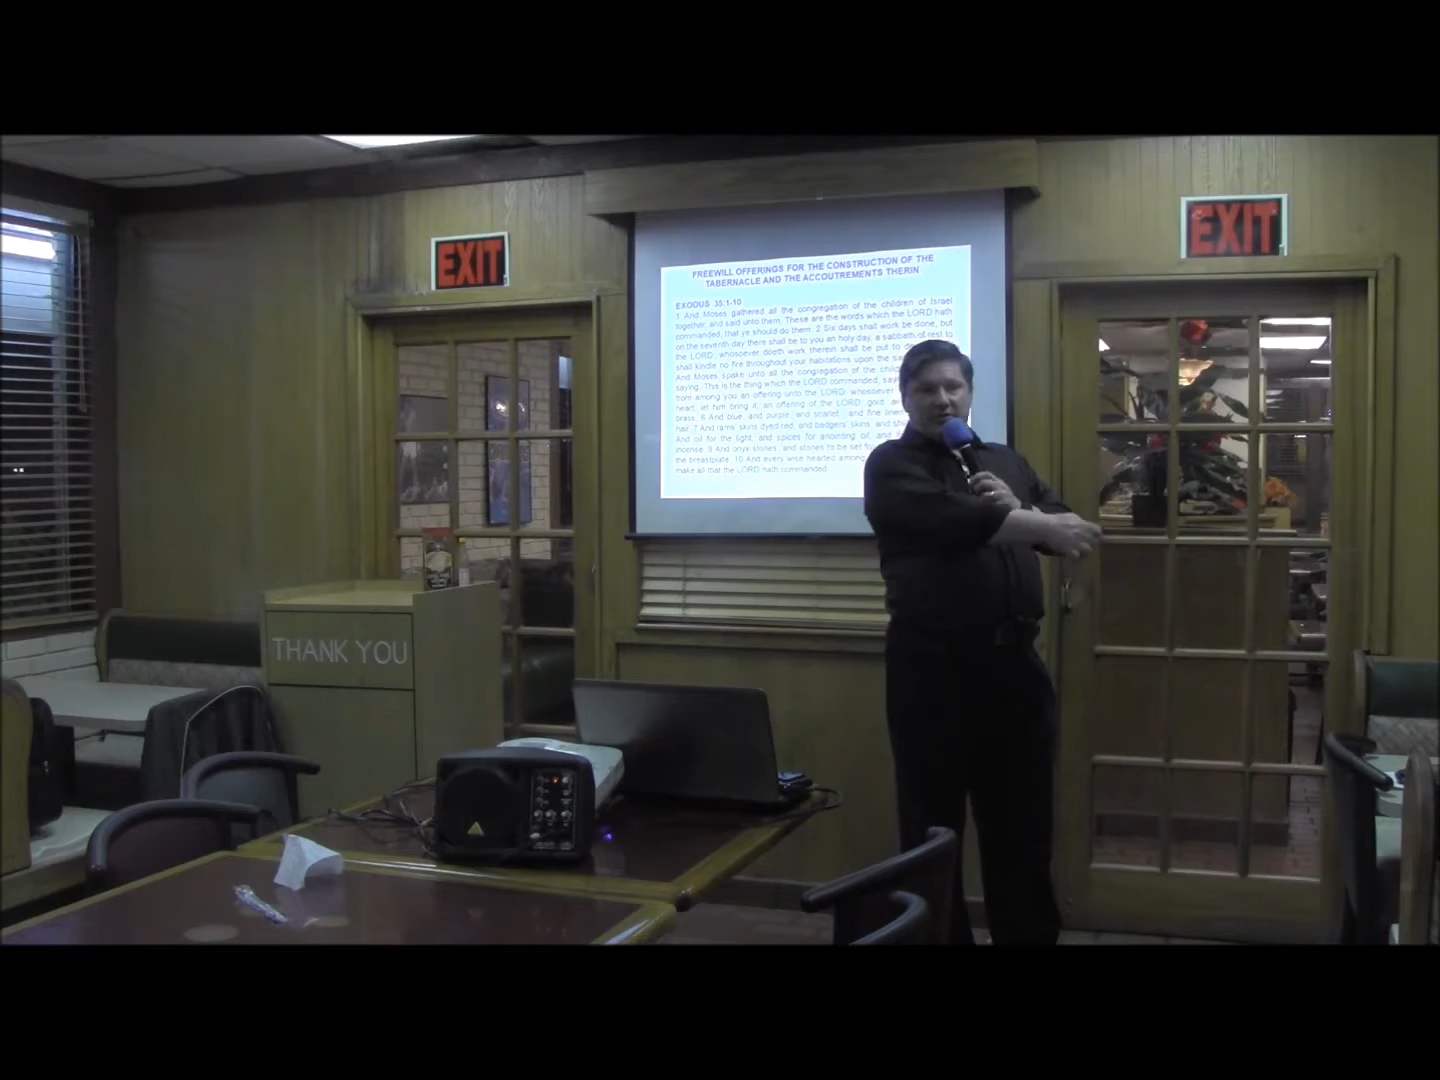 EXIT
EXIT
FREEWILL OFFERINGS FOR THE CONSTRUCTION OF THE
TABERNACLE AND THE ACCOUTREMENTS THERIN
EXODUS 35:1-10
1 And Moses gathered all the congregation of the children of Israel
together, and said unto them, These are the words which the LORD hath
commanded, that ye should do them. 2 Six days shall work be done, but
on the seventh day there shall be to you an holy day, a sabbath of rest to
the LORD: whosoever doeth work therein shall be put to
shall kindle no fire throughout your habitations upon the
And Moses spake unto all the congregation of the
saying, This is the thing which the LORD commanded,
from among you an offering unto the LORD: whosoever
heart, let him bring it, an offering of the LORD; gold,
brass, 6 And blue, and purple, and scarlet, and fine
hair, 7 And rams' skins dyed red, and badgers' skins, and
And oil for the light, and spices for anointing oil, and
incense, 9 And onyx stones, and stones to be set
the breastplate. 10 And every wise hearted among
make all that the LORD hath commanded
THANK YOU